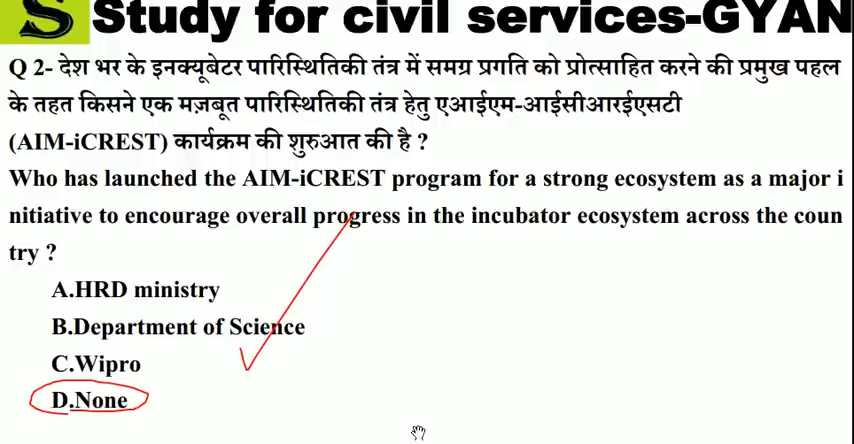 S Study for civil services-GYAN
Q 2- देश भर के इनक्यूबेटर पारिस्थितिकी तंत्र में समग्र प्रगति को प्रोत्साहित करने की प्रमुख पहल
के तहत किसने एक मज़बूत पारिस्थितिकी तंत्र हेतु एआईएम-आईसीआरईएसटी
(AIM-iCREST) कार्यक्रम की शुरुआत की है ?
Who has launched the AIM-iCREST program for a strong ecosystem as a major i
nitiative to encourage overall progress in the incubator ecosystem across the coun
try ?
A.HRD ministry
B.Department of Science
C.Wipro
D.None